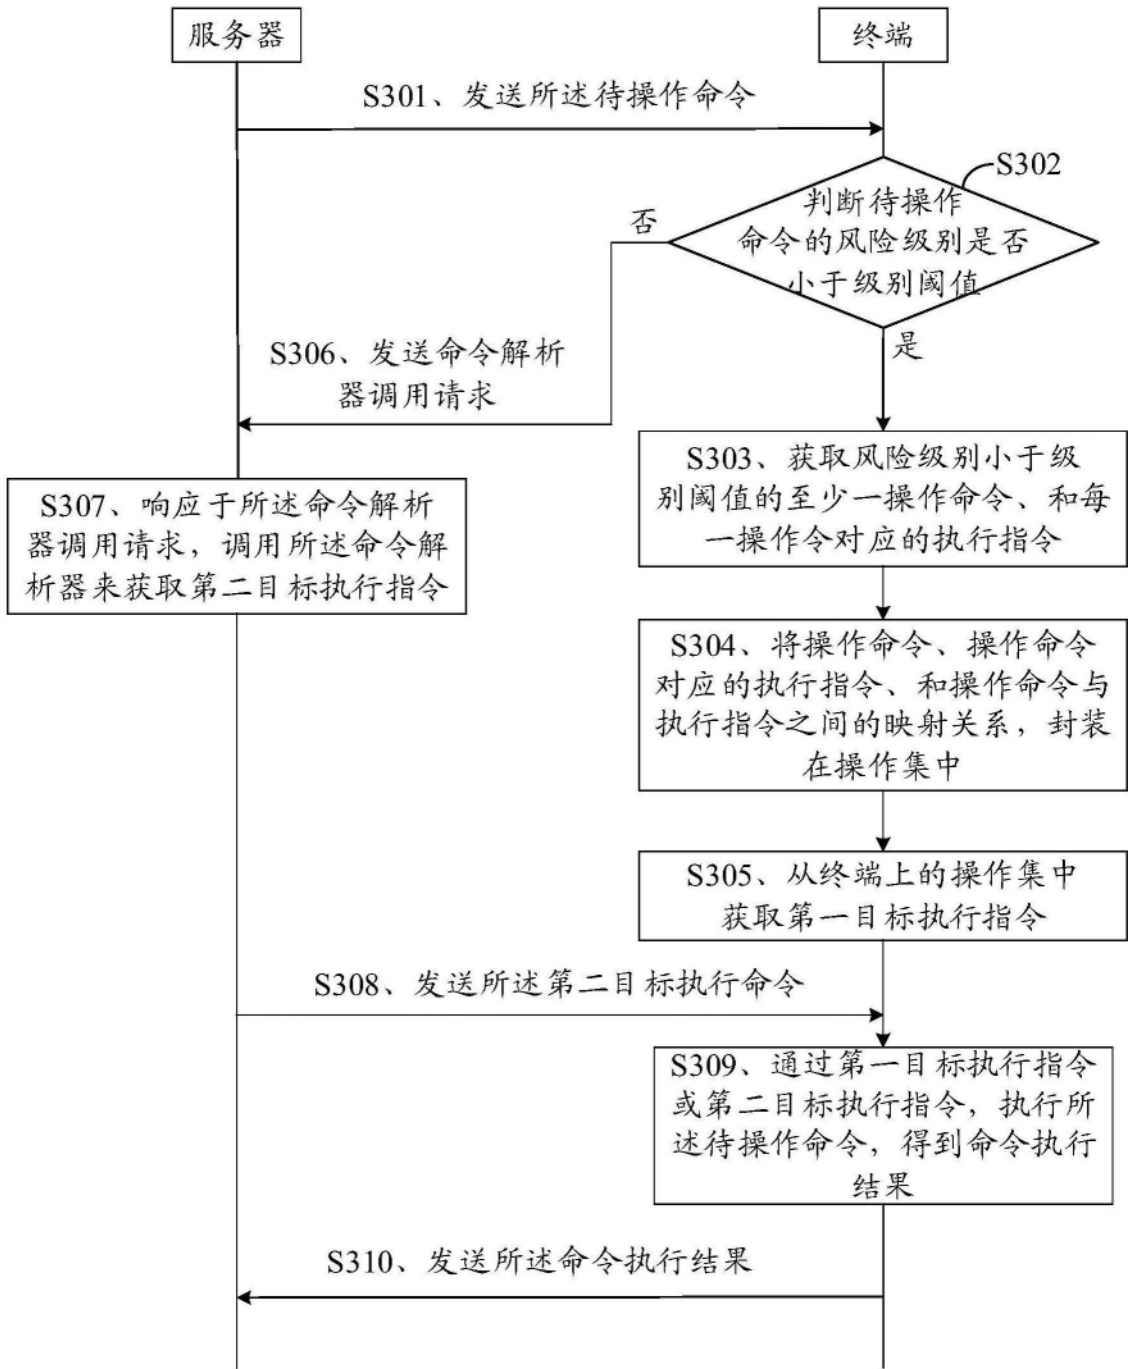 服务器
终端
S301、发送所述待操作命令
S302
判断待操作
命令的风险级别是否
小于级别阈值
否
是
S306、发送命令解析
器调用请求
S303、获取风险级别小于级
别阈值的至少一操作命令、和每
一操作令对应的执行指令
S307、响应于所述命令解析
器调用请求，调用所述命令解
析器来获取第二目标执行指令
S304、将操作命令、操作命令
对应的执行指令、和操作命令与
执行指令之间的映射关系，封装
在操作集中
S305、从终端上的操作集中
获取第一目标执行指令
S308、发送所述第二目标执行命令
S309、通过第一目标执行指令
或第二目标执行指令，执行所
述待操作命令，得到命令执行
结果
S310、发送所述命令执行结果